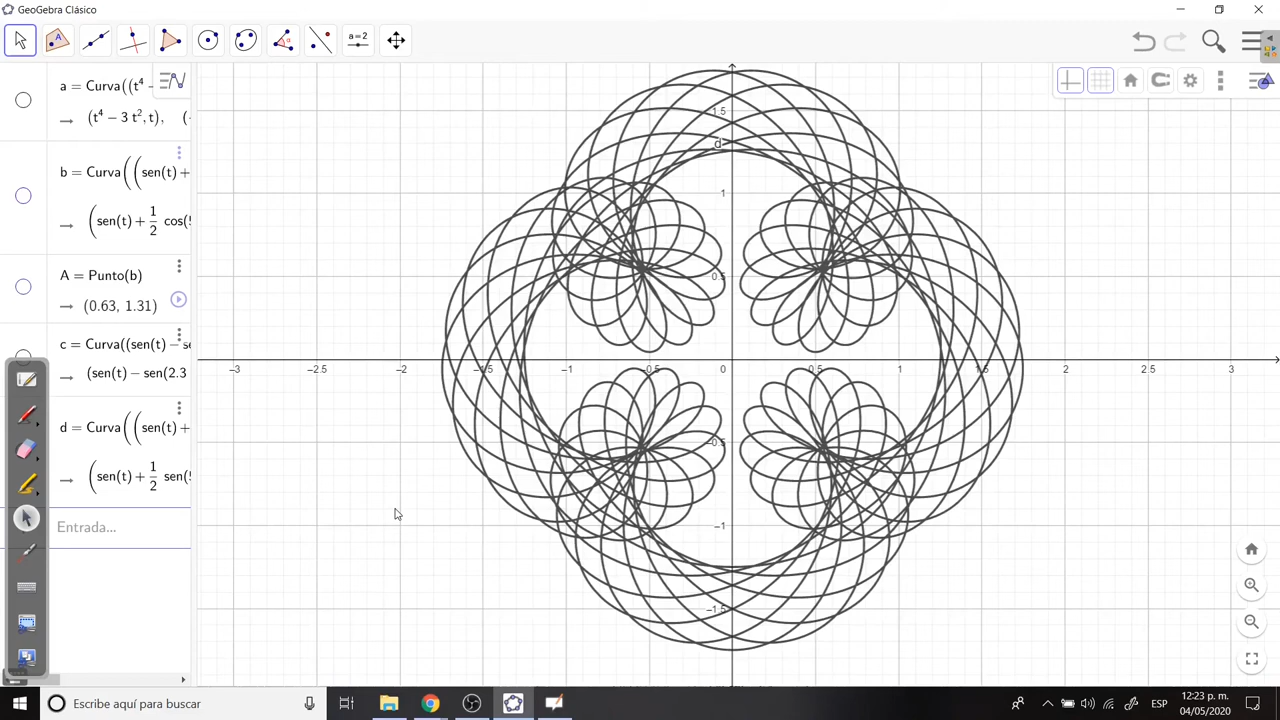 GeoGebra Clásico
a=2
a = Curva((t⁴ −
→ (t⁴ − 3 t², t), (−
b = Curva((sen(t)+
→ (sen(t)+ 1/2 cos(5
A = Punto(b)
→ (0.63, 1.31)
c = Curva((sen(t) − se
→ (sen(t) − sen(2.3
d = Curva((sen(t)+
→ (sen(t)+ 1/2 sen(5
Entrada...
d
1.5
1
0.5
−3 −2.5 −2 −1.5 −1 −0.5 0 0.5 1 1.5 2 2.5 3
−0.5
−1
−1.5
Escribe aquí para buscar
ESP
12:23 p. m.
04/05/2020